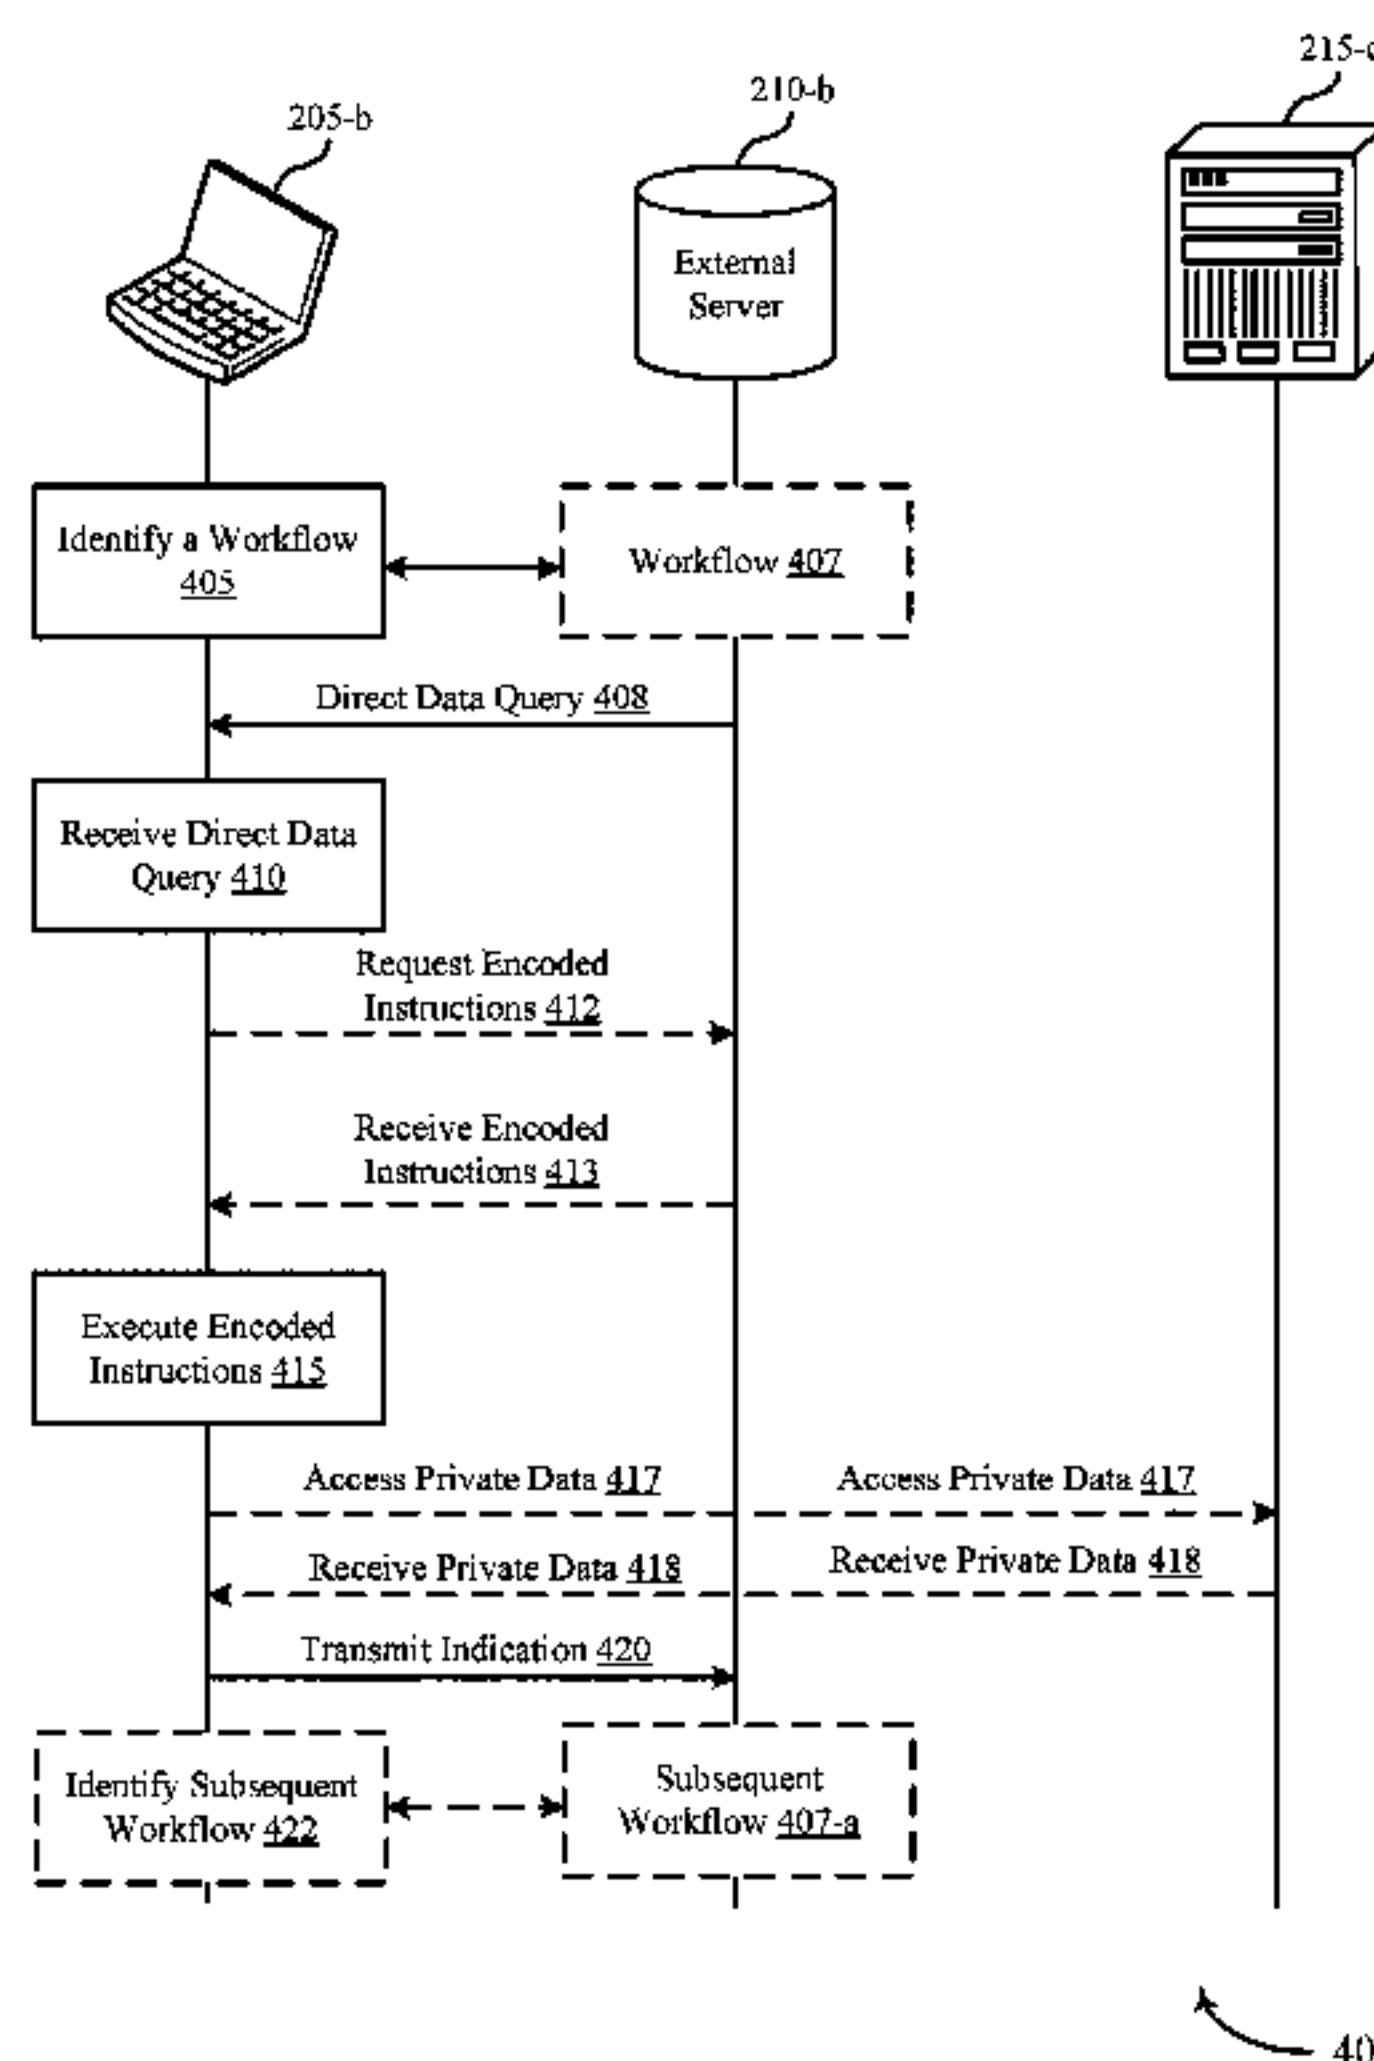 205-b
210-b
External
Server
Identify a Workflow
405
Workflow 407
Direct Data Query 408
Receive Direct Data
Query 410
Request Encoded
Instructions 412
Receive Encoded
Instructions 413
Execute Encoded
Instructions 415
Access Private Data 417
Access Private Data 417
Receive Private Data 418
Receive Private Data 418
Transmit Indication 420
Identify Subsequent
Workflow 422
Subsequent
Workflow 407-a